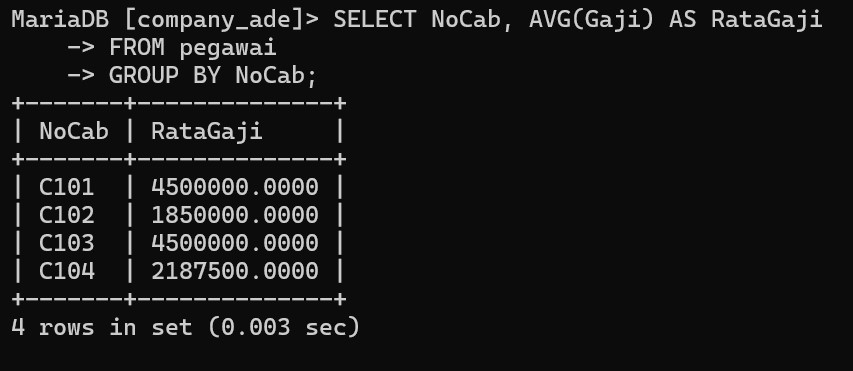 MariaDB [company_ade]> SELECT NoCab, AVG(Gaji) AS RataGaji
    -> FROM pegawai
    -> GROUP BY NoCab;
+-------+--------------+
| NoCab | RataGaji     |
+-------+--------------+
| C101  | 4500000.0000 |
| C102  | 1850000.0000 |
| C103  | 4500000.0000 |
| C104  | 2187500.0000 |
+-------+--------------+
4 rows in set (0.003 sec)